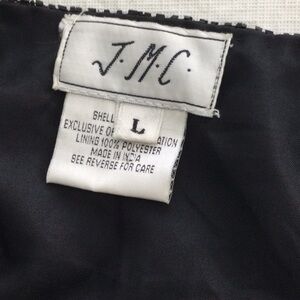 J.M.C.
L
SHELL
EXCLUSIVE OF
LINING 100% POLYESTER
MADE IN INDIA
SEE REVERSE FOR CARE